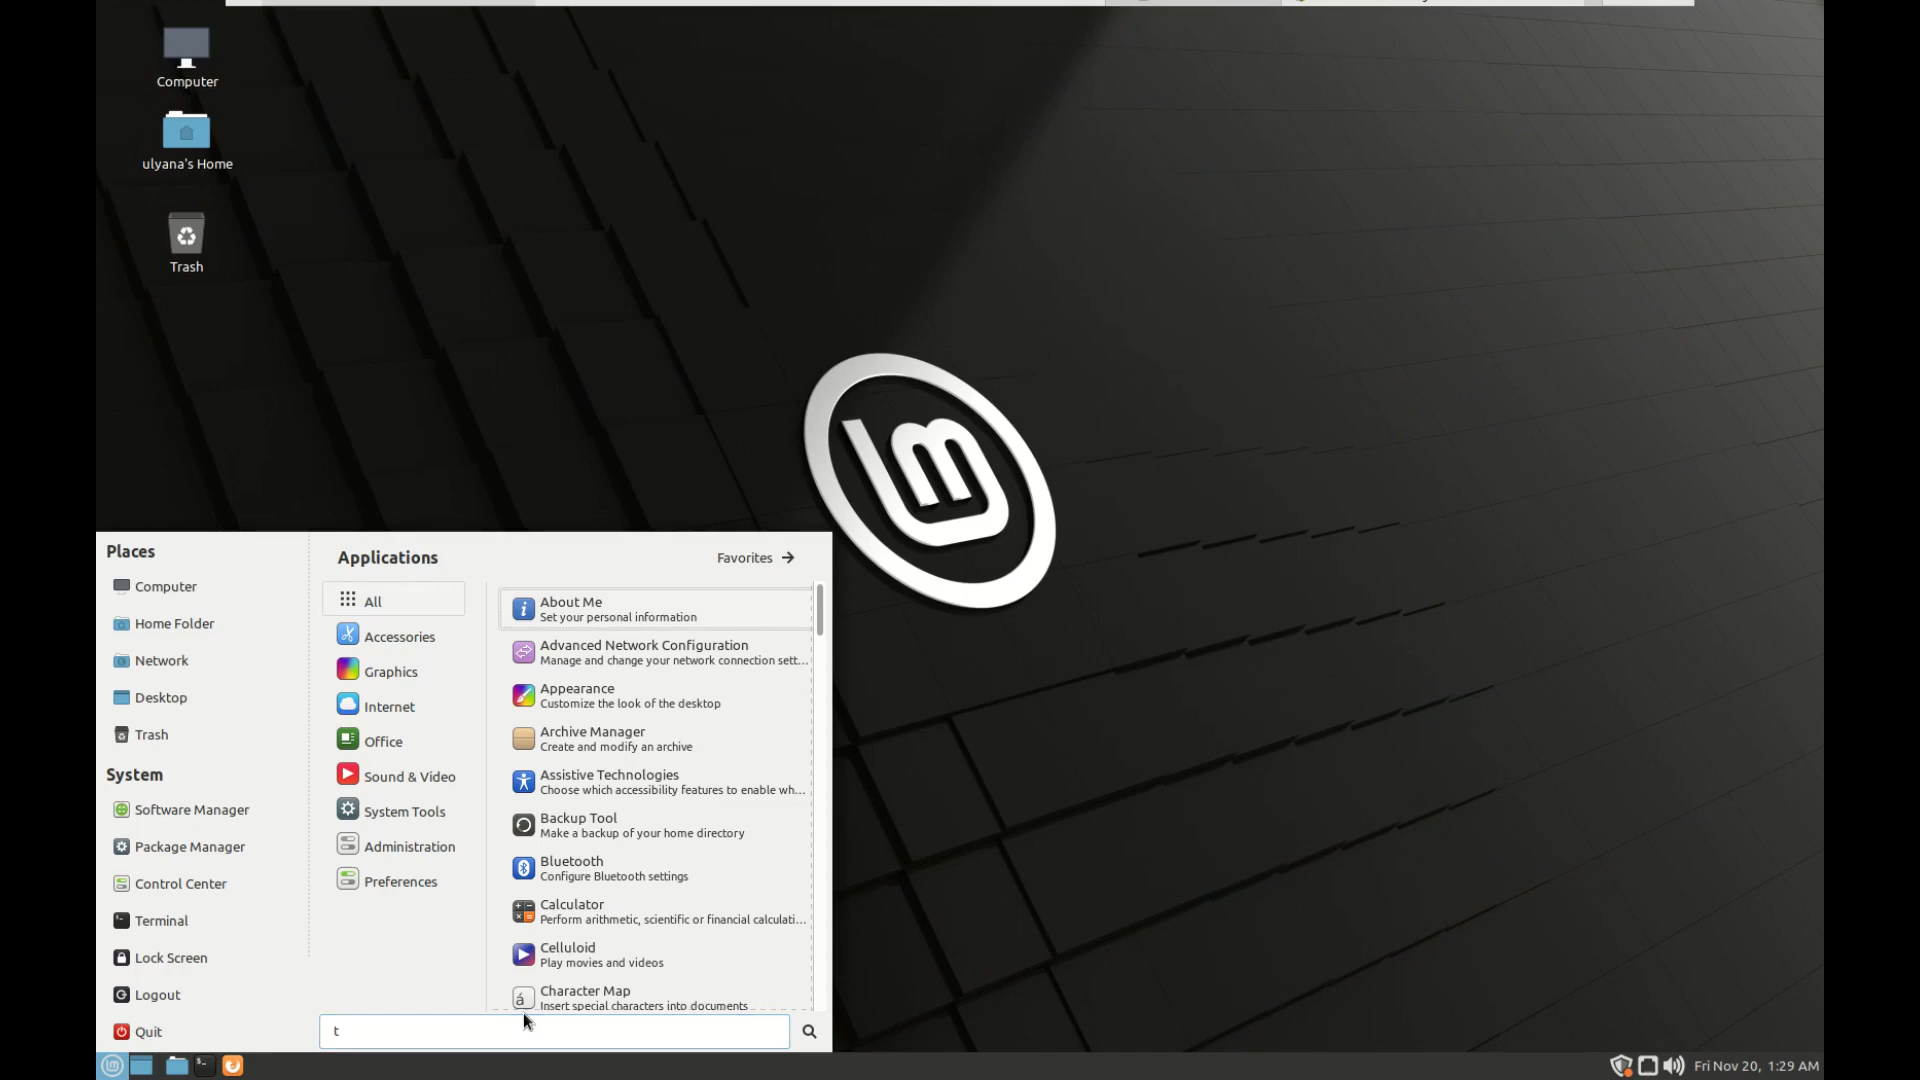 Computer
ulyana's Home
Trash
Places
Computer
Home Folder
Network
Desktop
Trash
System
Software Manager
Package Manager
Control Center
Terminal
Lock Screen
Logout
Quit
Applications
Favorites
All
Accessories
Graphics
Internet
Office
Sound & Video
System Tools
Administration
Preferences
About Me
Set your personal information
Advanced Network Configuration
Manage and change your network connection sett...
Appearance
Customize the look of the desktop
Archive Manager
Create and modify an archive
Assistive Technologies
Choose which accessibility features to enable wh...
Backup Tool
Make a backup of your home directory
Bluetooth
Configure Bluetooth settings
Calculator
Perform arithmetic, scientific or financial calculati...
Celluloid
Play movies and videos
Character Map
Insert special characters into documents
t
Fri Nov 20, 1:29 AM